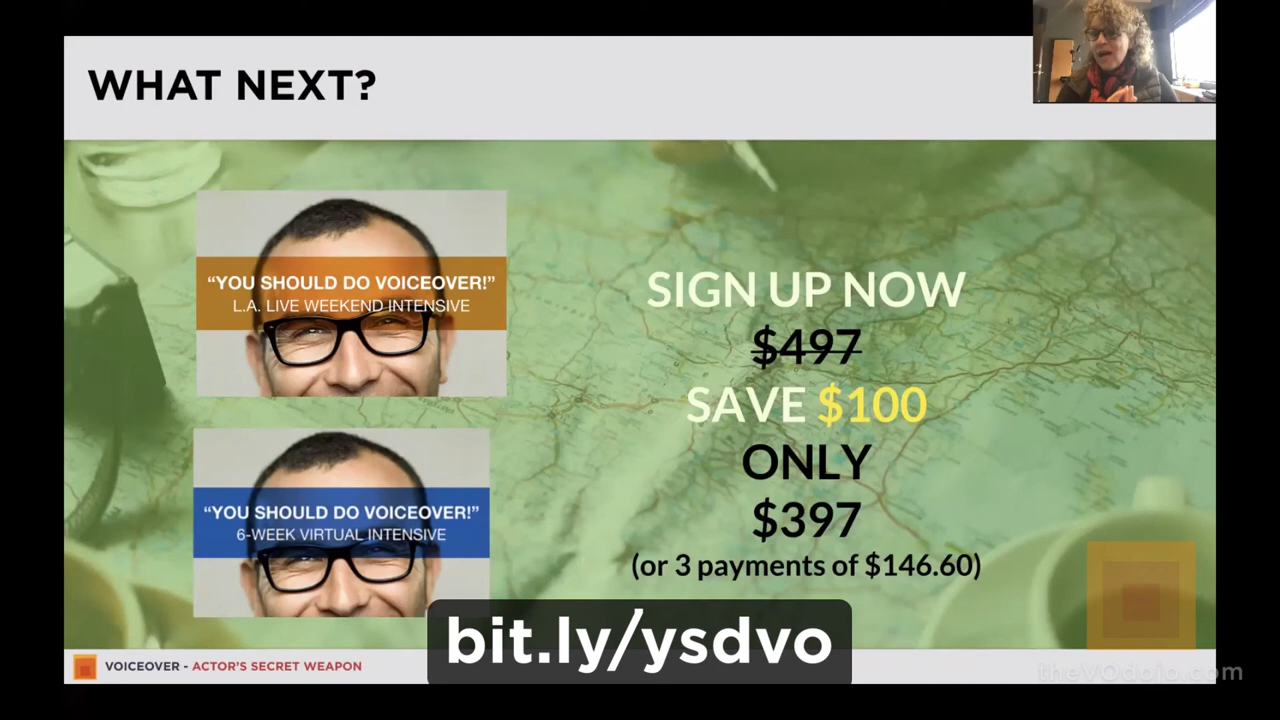 WHAT NEXT?
“YOU SHOULD DO VOICEOVER!”
L.A. LIVE WEEKEND INTENSIVE
“YOU SHOULD DO VOICEOVER!”
6-WEEK VIRTUAL INTENSIVE
SIGN UP NOW
$497
SAVE $100
ONLY
$397
(or 3 payments of $146.60)
bit.ly/ysdvo
VOICEOVER - ACTOR’S SECRET WEAPON
theVOdojo.com